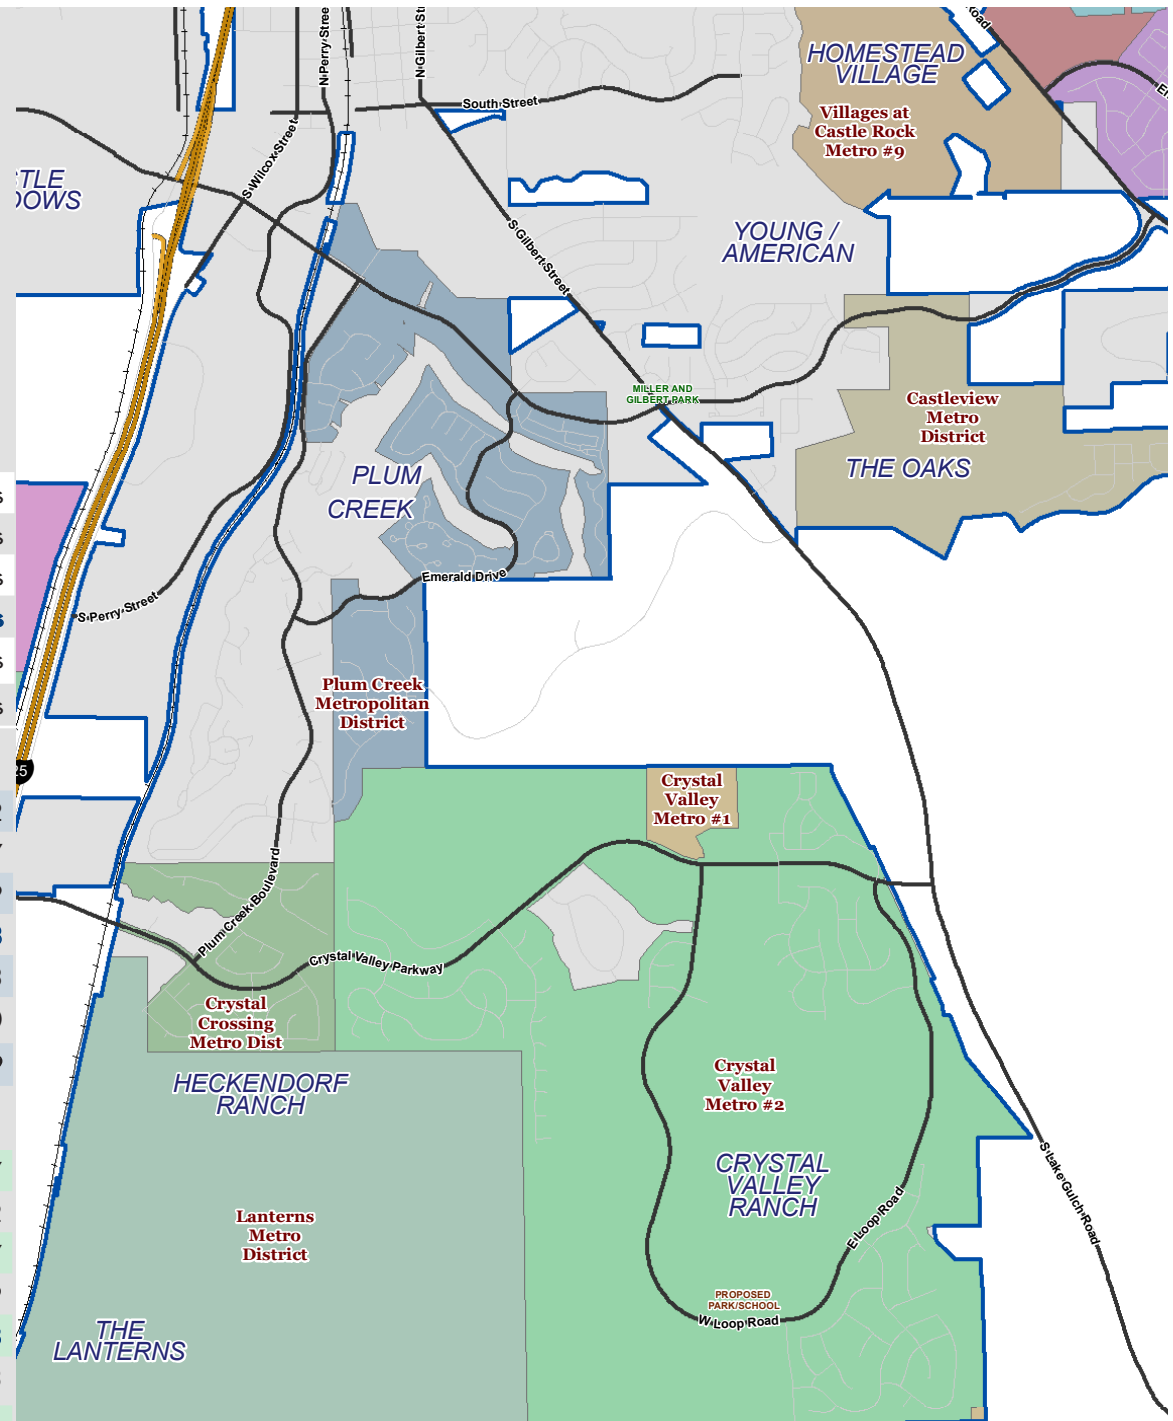 N Perry Stree
N Gilbert St
Road
HOMESTEAD
VILLAGE
South Street
Villages at
Castle Rock
Metro #9
S Wilcox Street
TLE
DOWS
S Gilbert Street
YOUNG /
AMERICAN
MILLER AND
GILBERT PARK
Castleview
Metro
District
THE OAKS
PLUM
CREEK
Emerald Drive
S Perry Street
Plum Creek
Metropolitan
District
25
Crystal
Valley
Metro #1
Plum Creek Boulevard
Crystal Valley Parkway
Crystal
Crossing
Metro Dist
HECKENDORF
RANCH
Crystal
Valley
Metro #2
CRYSTAL
VALLEY
RANCH
S Lake Gulch Road
E Loop Road
Lanterns
Metro
District
PROPOSED
PARK/SCHOOL
W Loop Road
THE
LANTERNS